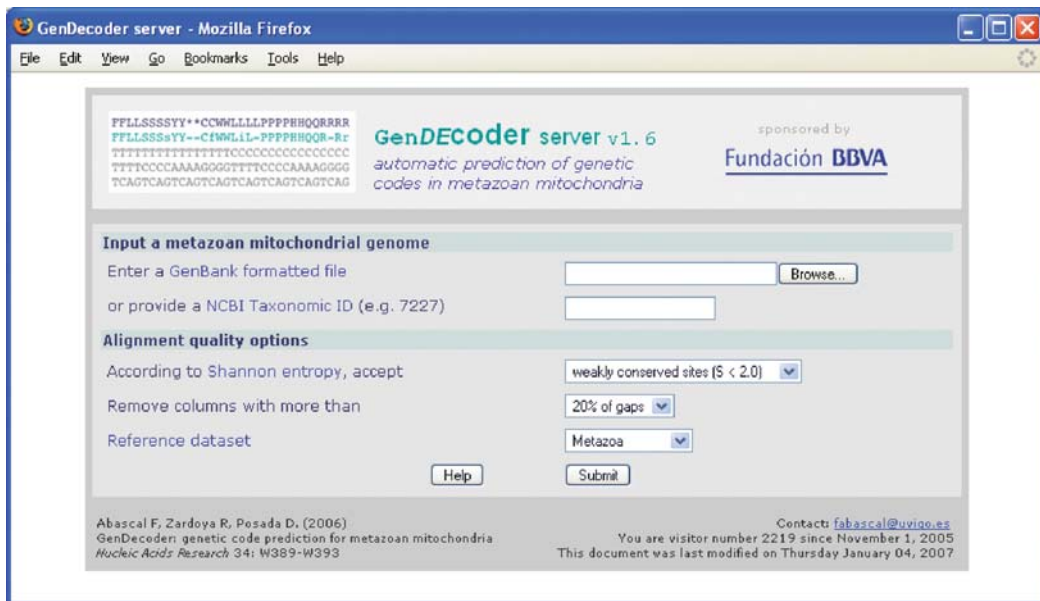 GenDecoder server - Mozilla Firefox
File Edit View Go Bookmarks Tools Help
FFLLSSSSYY**CCWWLLLLPPPPHHQQRRRR
FFLLSSSsYY--CfWWLiL-PPPPHHQQR-Rr
TTTTTTTTTTTTTTTTCCCCCCCCCCCCCCCC
TTTTCCCCAAAAGGGGTTTTCCCCAAAAGGGG
TCAGTCAGTCAGTCAGTCAGTCAGTCAGTCAG
GenDEcoder server v1.6
automatic prediction of genetic
codes in metazoan mitochondria
sponsored by
Fundación BBVA
Input a metazoan mitochondrial genome
Enter a GenBank formatted file Browse...
or provide a NCBI Taxonomic ID (e.g. 7227)
Alignment quality options
According to Shannon entropy, accept weakly conserved sites (S < 2.0)
Remove columns with more than 20% of gaps
Reference dataset Metazoa
Help Submit
Abascal F, Zardoya R, Posada D. (2006)
GenDecoder: genetic code prediction for metazoan mitochondria
Nucleic Acids Research 34: W389-W393
Contact: fabascal@uvigo.es
You are visitor number 2219 since November 1, 2005
This document was last modified on Thursday January 04, 2007